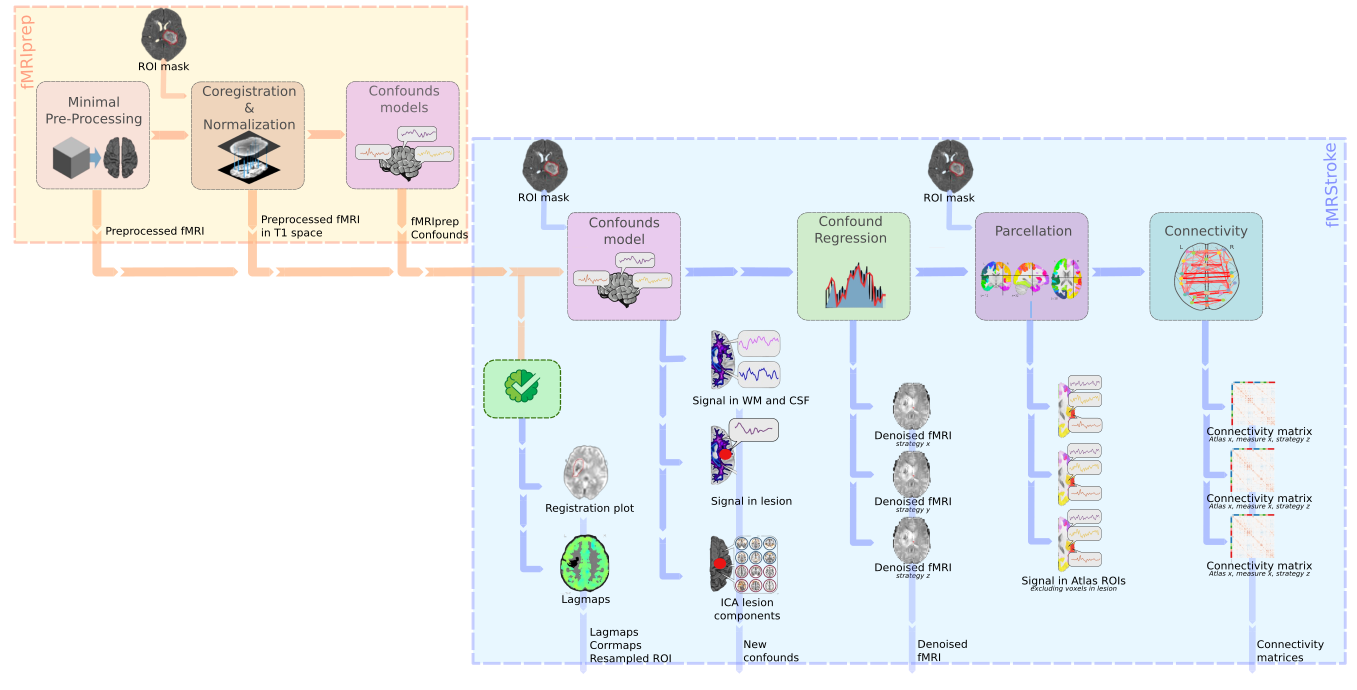 fMRIprep
ROI mask
Minimal
Pre-Processing
Coregistration
&
Normalization
Confounds
models
Preprocessed fMRI
Preprocessed fMRI
in T1 space
fMRIprep
Confounds
fMRStroke
ROI mask
ROI mask
Confounds
model
Confound
Regression
Parcellation
Connectivity
L
R
Signal in WM and CSF
Signal in lesion
ICA lesion
components
Registration plot
Lagmaps
Denoised fMRI
strategy x
Denoised fMRI
strategy y
Denoised fMRI
strategy z
Signal in Atlas ROIs
excluding voxels in lesion
Connectivity matrix
Atlas x, measure x, strategy z
Connectivity matrix
Atlas x, measure x, strategy z
Connectivity matrix
Atlas x, measure x, strategy z
Lagmaps
Corrmaps
Resampled ROI
New
confounds
Denoised
fMRI
Connectivity
matrices